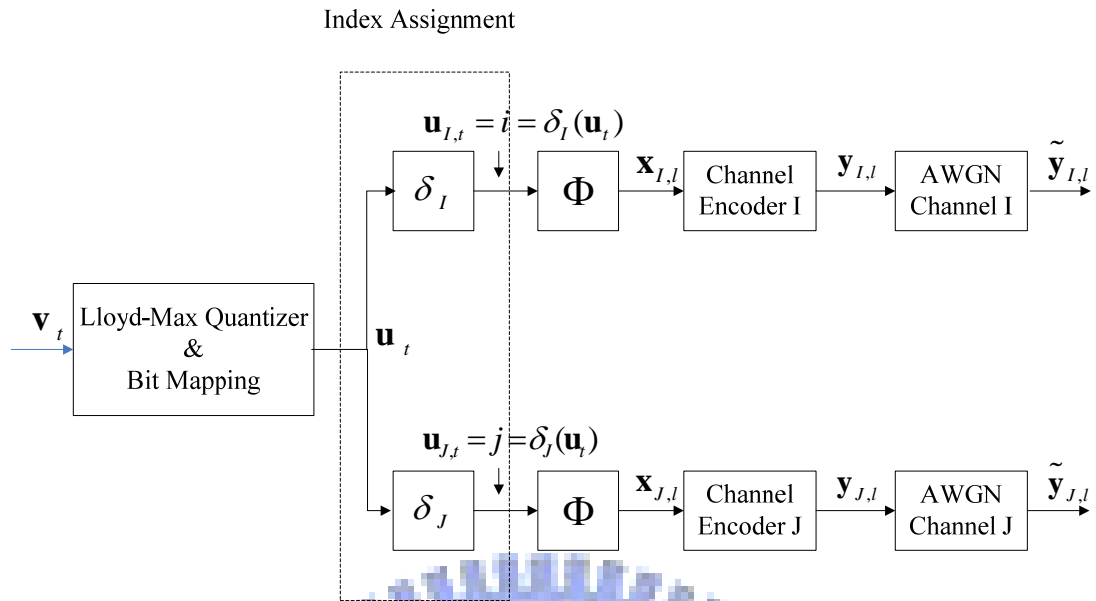 Index Assignment
u_{I,t} = i = δ_I(u_t)
δ_I
Φ
x_{I,l}
Channel
Encoder I
y_{I,l}
AWGN
Channel I
ỹ_{I,l}
v_t
Lloyd-Max Quantizer
&
Bit Mapping
u_t
u_{J,t} = j = δ_J(u_t)
δ_J
Φ
x_{J,l}
Channel
Encoder J
y_{J,l}
AWGN
Channel J
ỹ_{J,l}